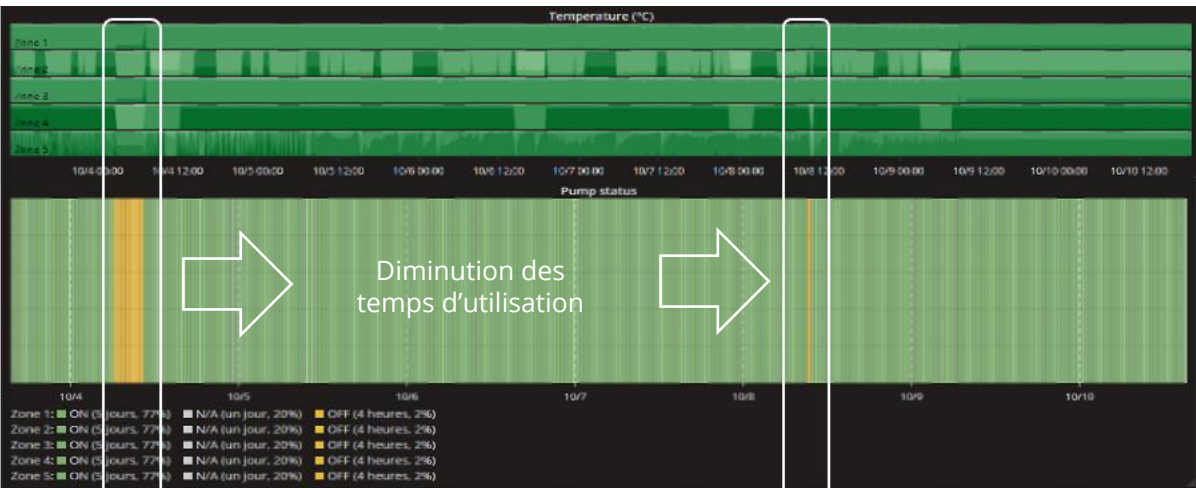 Temperature (°C)
Zone 1
Zone 2
Zone 3
Zone 4
Zone 5
10/4 00:00 10/4 12:00 10/5 00:00 10/5 12:00 10/6 00:00 10/6 12:00 10/7 00:00 10/7 12:00 10/8 00:00 10/8 12:00 10/9 00:00 10/9 12:00 10/10 00:00 10/10 12:00
Pump status
Diminution des
temps d'utilisation
10/4 10/5 10/6 10/7 10/8 10/9 10/10
Zone 1: ON (5 jours, 77%) N/A (un jour, 20%) OFF (4 heures, 2%)
Zone 2: ON (5 jours, 77%) N/A (un jour, 20%) OFF (4 heures, 2%)
Zone 3: ON (5 jours, 77%) N/A (un jour, 20%) OFF (4 heures, 2%)
Zone 4: ON (5 jours, 77%) N/A (un jour, 20%) OFF (4 heures, 2%)
Zone 5: ON (5 jours, 77%) N/A (un jour, 20%) OFF (4 heures, 2%)